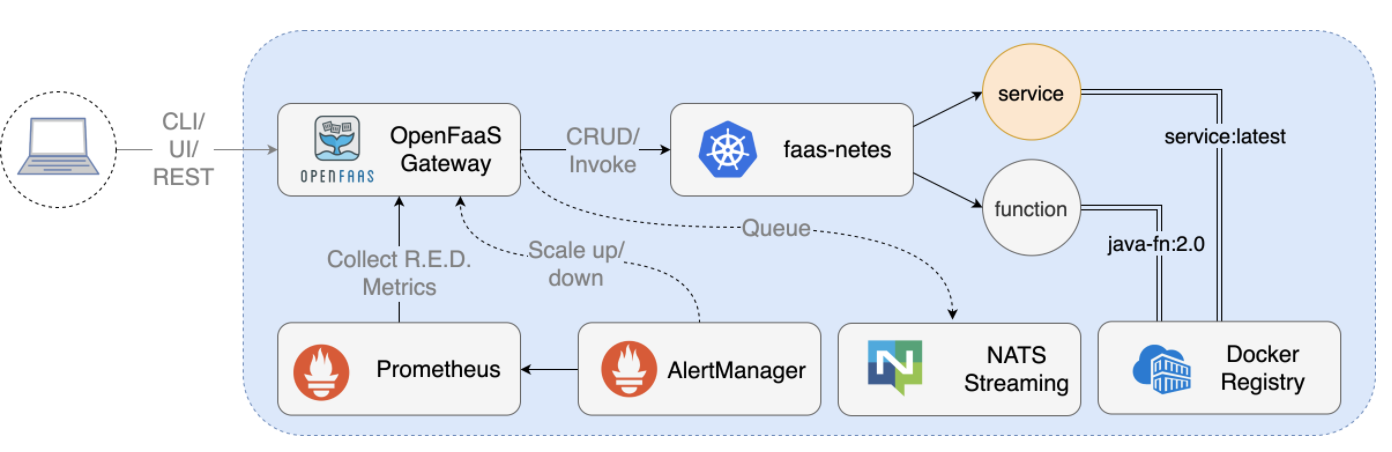 CLI/
UI/
REST
OPENFAAS
OpenFaaS
Gateway
CRUD/
Invoke
faas-netes
service
service:latest
function
java-fn:2.0
Queue
Collect R.E.D.
Metrics
Scale up/
down
Prometheus
AlertManager
N
NATS
Streaming
Docker
Registry